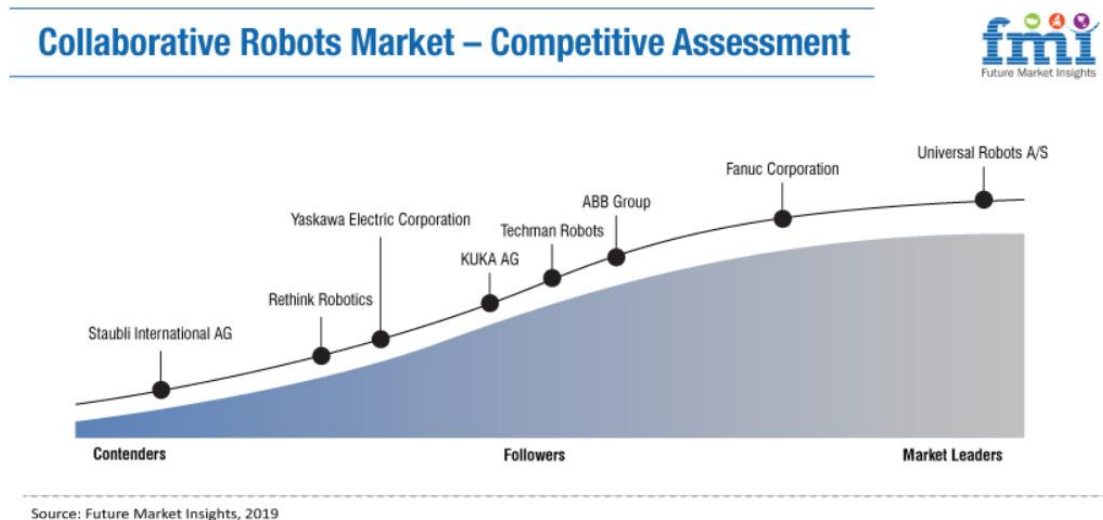 Collaborative Robots Market – Competitive Assessment
fmi
Future Market Insights
Universal Robots A/S
Fanuc Corporation
ABB Group
Yaskawa Electric Corporation
Techman Robots
KUKA AG
Rethink Robotics
Staubli International AG
Contenders
Followers
Market Leaders
Source: Future Market Insights, 2019